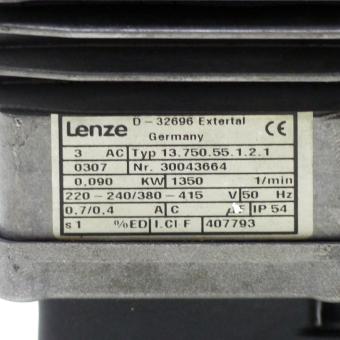 Lenze D-32696 Extertal
Germany CE
3 AC Typ 13.750.55.1.2.1
0307 Nr. 30043664
0,090 KW 1350 1/min
220-240/380-415 V 50 Hz
0.7/0,4 A C µF IP 54
s1 %ED I.Cl F 407793